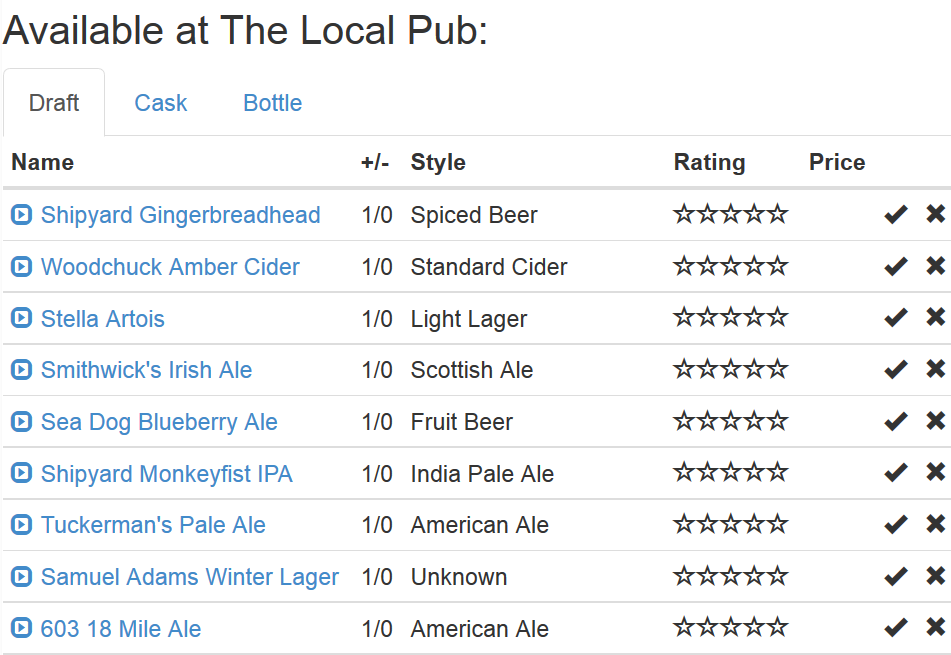 Available at The Local Pub:
Draft Cask Bottle
Name +/- Style Rating Price
Shipyard Gingerbreadhead 1/0 Spiced Beer
Woodchuck Amber Cider 1/0 Standard Cider
Stella Artois 1/0 Light Lager
Smithwick's Irish Ale 1/0 Scottish Ale
Sea Dog Blueberry Ale 1/0 Fruit Beer
Shipyard Monkeyfist IPA 1/0 India Pale Ale
Tuckerman's Pale Ale 1/0 American Ale
Samuel Adams Winter Lager 1/0 Unknown
603 18 Mile Ale 1/0 American Ale